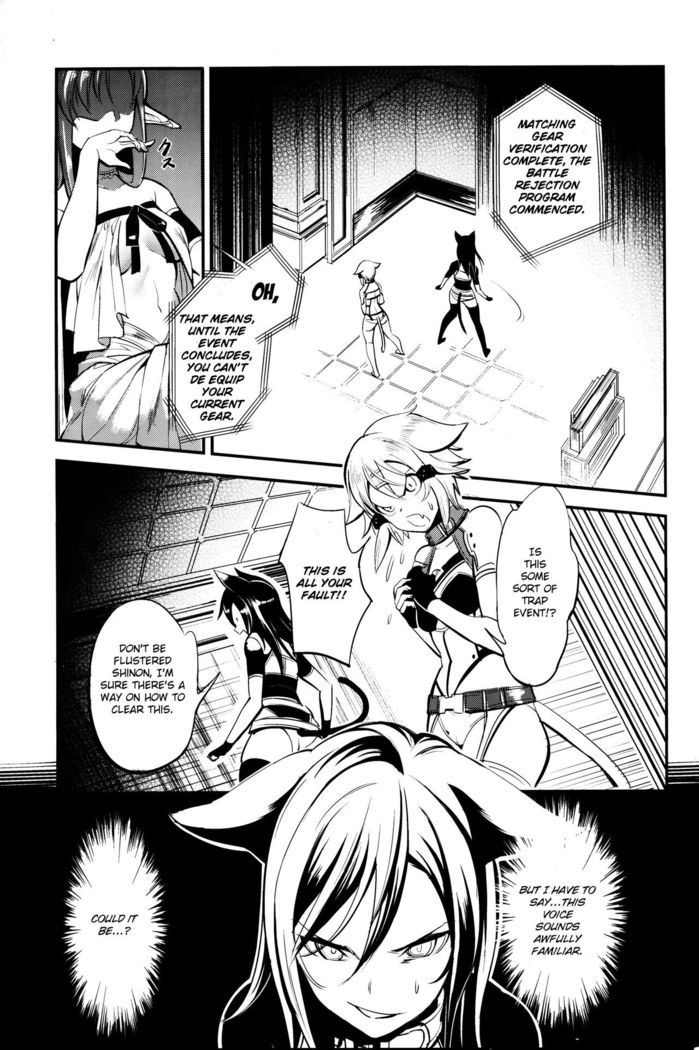 MATCHING
GEAR
VERIFICATION
COMPLETE, THE
BATTLE
REJECTION
PROGRAM
COMMENCED.
クス
OH,
THAT MEANS,
UNTIL THE
EVENT
CONCLUDES,
YOU CAN'T
DE EQUIP
YOUR
CURRENT
GEAR.
IS
THIS
SOME
SORT OF
TRAP
EVENT!?
THIS IS
ALL YOUR
FAULT!!
DON'T BE
FLUSTERED
SHINON, I'M
SURE THERE'S A
WAY ON HOW TO
CLEAR THIS.
BUT I HAVE TO
SAY...THIS
VOICE
SOUNDS
AWFULLY
FAMILIAR.
COULD IT
BE...?